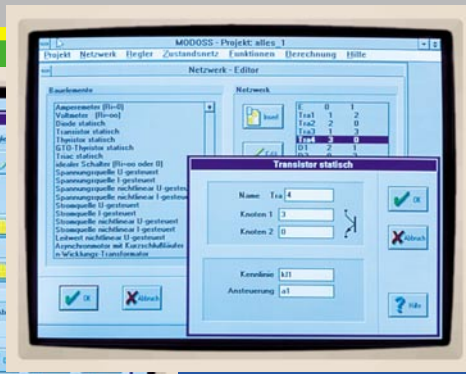 MODOSS - Projekt: alles_1
Projekt Netzwerk Regler Zustandsnetz Funktionen Berechnung Hilfe
Netzwerk - Editor
Bauelemente
Amperemeter (Ri=0)
Voltmeter (Ri=oo)
Diode statisch
Transistor statisch
Thyristor statisch
GTO-Thyristor statisch
Triac statisch
idealer Schalter (Ri=oo oder 0)
Spannungsquelle U-gesteuert
Spannungsquelle I-gesteuert
Spannungsquelle nichtlinear U-gesteu
Spannungsquelle nichtlinear I-gesteu
Stromquelle U-gesteuert
Stromquelle I-gesteuert
Stromquelle nichtlinear U-gesteuert
Stromquelle nichtlinear I-gesteuert
Leitwert nichtlinear U-gesteuert
Asynchronmotor mit Kurzschlußläufer
n-Wicklungs-Transformator
OK
Abbruch
Netzwerk
E 0 1
Tra1 1 2
Tra2 2 0
Tra3 1 3
Tra4 3 0
D1 2 1
Transistor statisch
Name Tra 4
Knoten 1 3
Knoten 2 0
Kennlinie kl1
Ansteuerung a1
OK
Abbruch
Hilfe